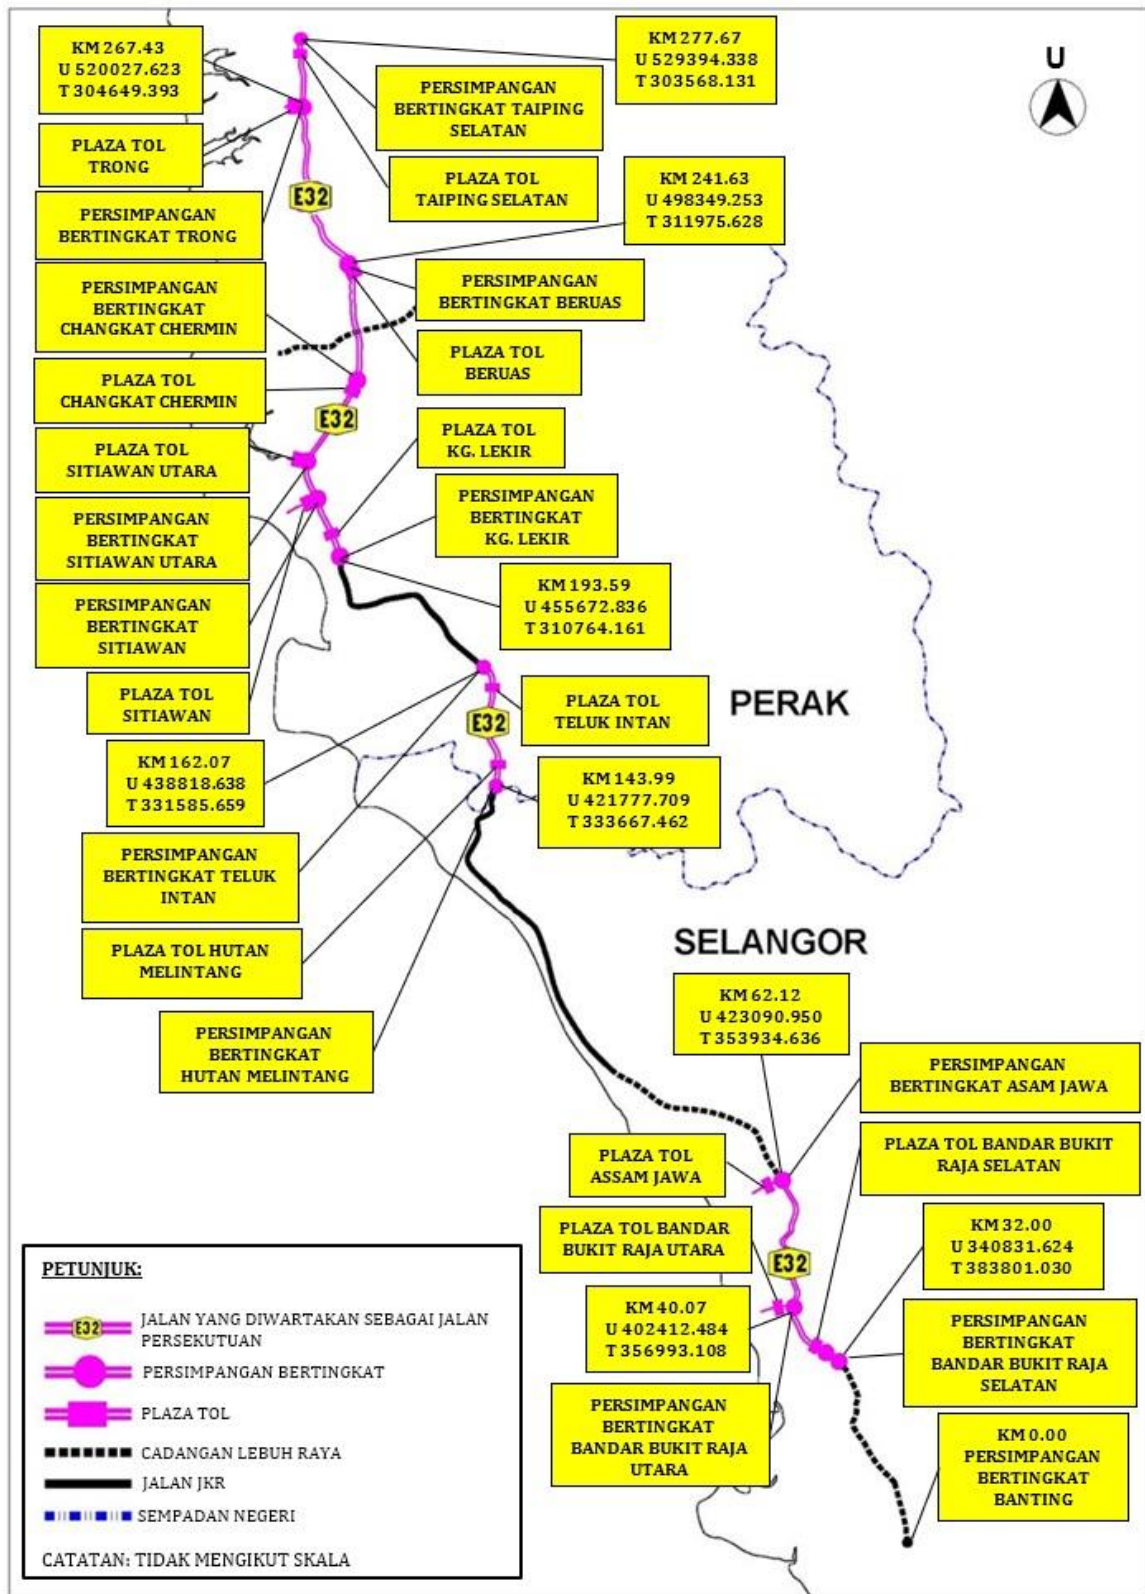 KM 267.43
U 520027.623
T 304649.393
KM 277.67
U 529394.338
T 303568.131
U
PERSIMPANGAN
BERTINGKAT TAIPING
SELATAN
PLAZA TOL
TRONG
PLAZA TOL
TAIPING SELATAN
KM 241.63
U 498349.253
T 311975.628
E32
PERSIMPANGAN
BERTINGKAT TRONG
PERSIMPANGAN
BERTINGKAT BERUAS
PERSIMPANGAN
BERTINGKAT
CHANGKAT CHERMIN
PLAZA TOL
BERUAS
PLAZA TOL
CHANGKAT CHERMIN
E32
PLAZA TOL
KG. LEKIR
PLAZA TOL
SITIAWAN UTARA
PERSIMPANGAN
BERTINGKAT
KG. LEKIR
PERSIMPANGAN
BERTINGKAT
SITIAWAN UTARA
KM 193.59
U 455672.836
T 310764.161
PERSIMPANGAN
BERTINGKAT
SITIAWAN
PLAZA TOL
SITIAWAN
PLAZA TOL
TELUK INTAN
PERAK
E32
KM 162.07
U 438818.638
T 331585.659
KM 143.99
U 421777.709
T 333667.462
PERSIMPANGAN
BERTINGKAT TELUK
INTAN
PLAZA TOL HUTAN
MELINTANG
SELANGOR
KM 62.12
U 423090.950
T 353934.636
PERSIMPANGAN
BERTINGKAT
HUTAN MELINTANG
PERSIMPANGAN
BERTINGKAT ASAM JAWA
PLAZA TOL
ASSAM JAWA
PLAZA TOL BANDAR BUKIT
RAJA SELATAN
PLAZA TOL BANDAR
BUKIT RAJA UTARA
KM 32.00
U 340831.624
T 383801.030
E32
KM 40.07
U 402412.484
T 356993.108
PERSIMPANGAN
BERTINGKAT
BANDAR BUKIT RAJA
SELATAN
PERSIMPANGAN
BERTINGKAT
BANDAR BUKIT RAJA
UTARA
KM 0.00
PERSIMPANGAN
BERTINGKAT
BANTING
PETUNJUK:
E32
JALAN YANG DIWARTAKAN SEBAGAI JALAN
PERSEKUTUAN
PERSIMPANGAN BERTINGKAT
PLAZA TOL
CADANGAN LEBUH RAYA
JALAN JKR
SEMPADAN NEGERI
CATATAN: TIDAK MENGIKUT SKALA